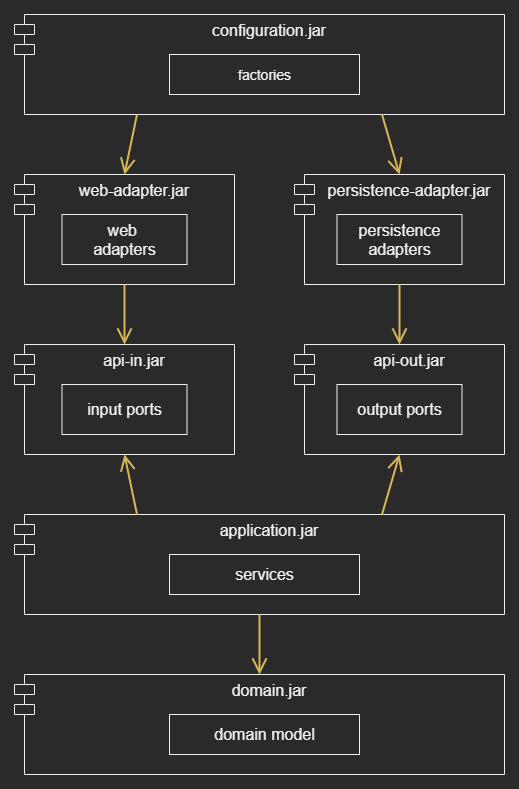 configuration.jar
factories
web-adapter.jar
web
adapters
persistence-adapter.jar
persistence
adapters
api-in.jar
input ports
api-out.jar
output ports
application.jar
services
domain.jar
domain model